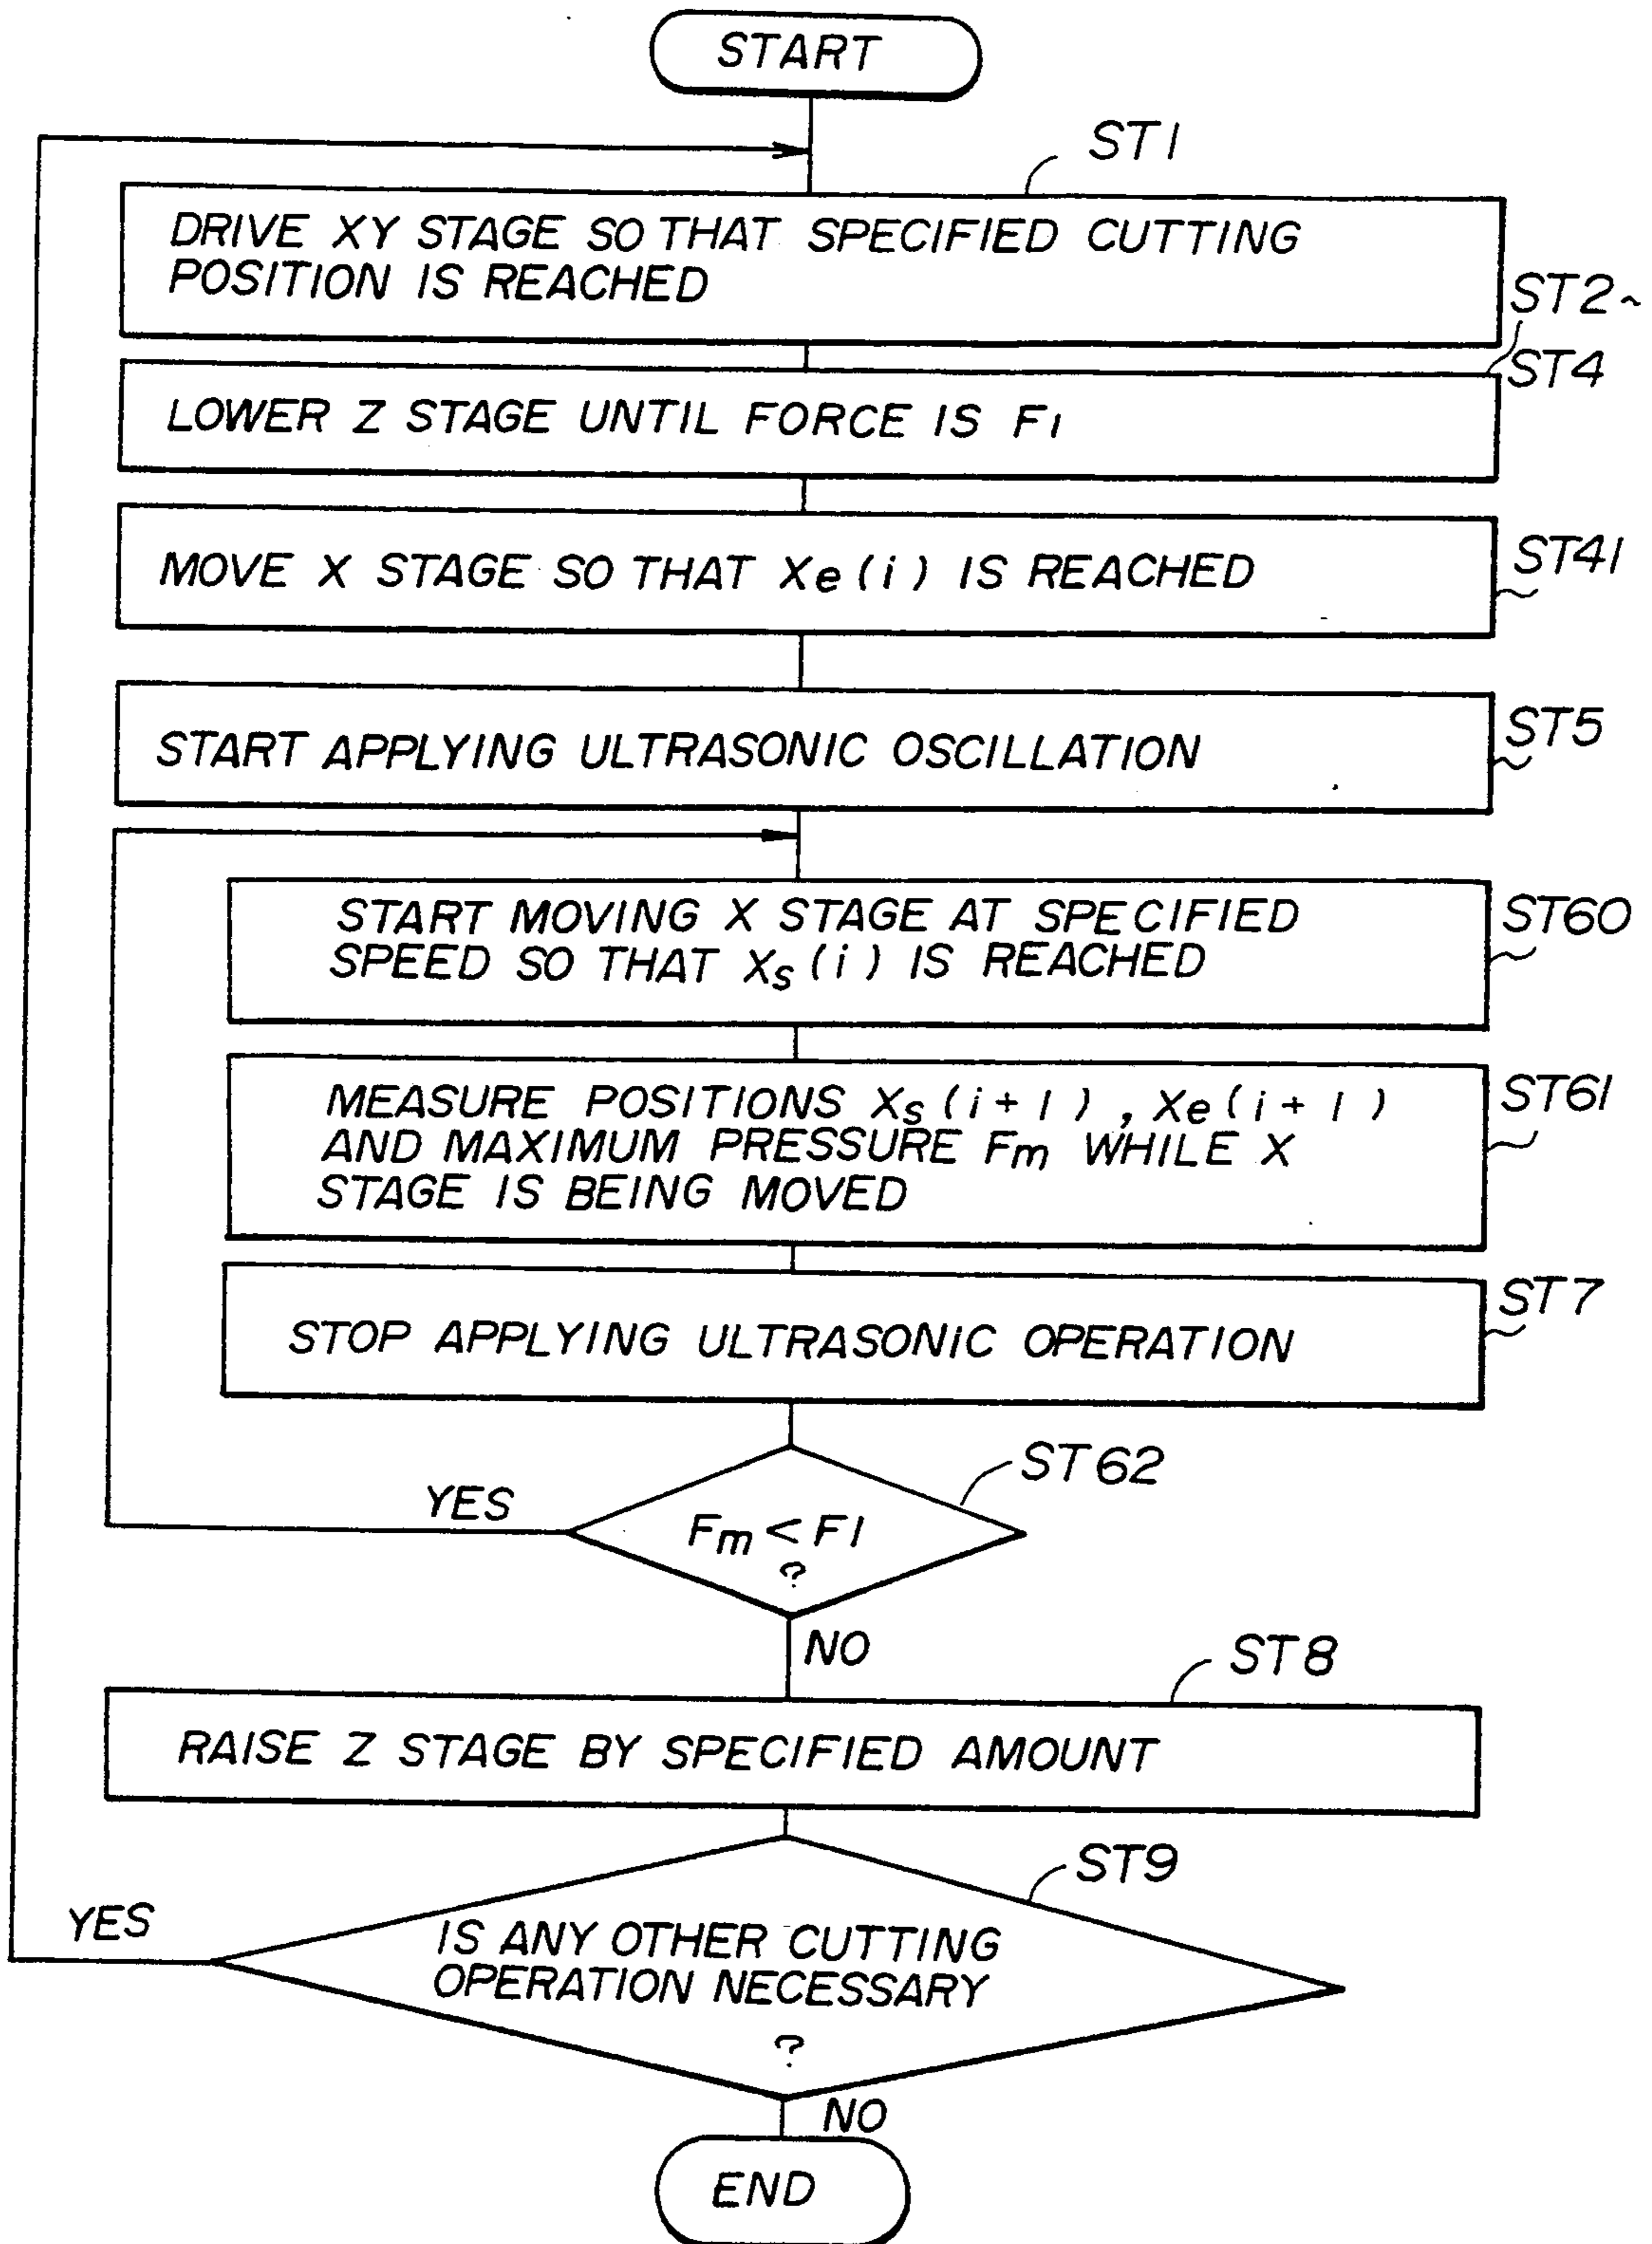 START
ST1
DRIVE XY STAGE SO THAT SPECIFIED CUTTING
POSITION IS REACHED
ST2~
ST4
LOWER Z STAGE UNTIL FORCE IS F1
MOVE X STAGE SO THAT Xe(i) IS REACHED
ST41
START APPLYING ULTRASONIC OSCILLATION
ST5
START MOVING X STAGE AT SPECIFIED
SPEED SO THAT Xs(i) IS REACHED
ST60
MEASURE POSITIONS Xs(i+1), Xe(i+1)
AND MAXIMUM PRESSURE Fm WHILE X
STAGE IS BEING MOVED
ST61
STOP APPLYING ULTRASONiC OPERATION
ST7
ST62
YES
Fm<F1
?
NO
ST8
RAISE Z STAGE BY SPECIFIED AMOUNT
ST9
YES
IS ANY OTHER CUTTING
OPERATION NECESSARY
?
NO
END